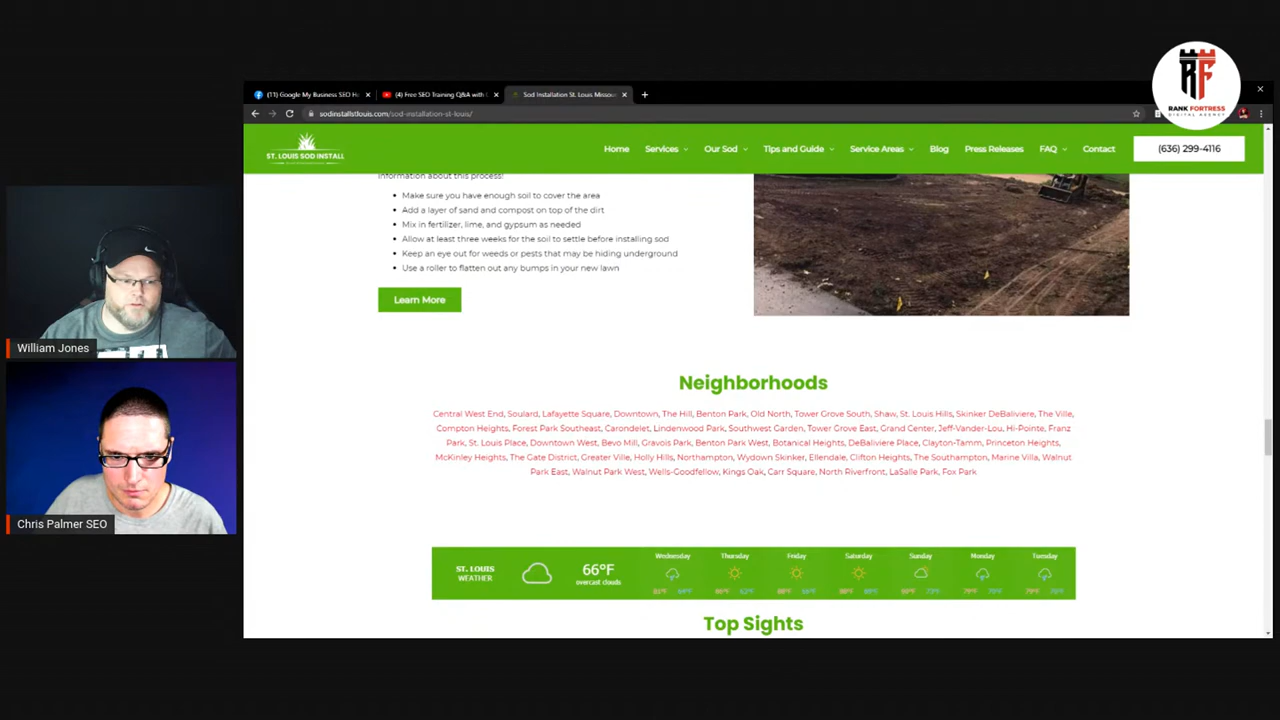 RF
RANK FORTRESS
DIGITAL AGENCY
(11) Google My Business SEO He
(4) Free SEO Training Q&A with C
Sod Installation St. Louis Missou
sodinstallstlouis.com/sod-installation-st-louis/
ST. LOUIS SOD INSTALL
Home Services Our Sod Tips and Guide Service Areas Blog Press Releases FAQ Contact (636) 299-4116
information about this process!
Make sure you have enough soil to cover the area
Add a layer of sand and compost on top of the dirt
Mix in fertilizer, lime, and gypsum as needed
Allow at least three weeks for the soil to settle before installing sod
Keep an eye out for weeds or pests that may be hiding underground
Use a roller to flatten out any bumps in your new lawn
Learn More
William Jones
Chris Palmer SEO
Neighborhoods
Central West End, Soulard, Lafayette Square, Downtown, The Hill, Benton Park, Old North, Tower Grove South, Shaw, St. Louis Hills, Skinker DeBaliviere, The Ville,
Compton Heights, Forest Park Southeast, Carondelet, Lindenwood Park, Southwest Garden, Tower Grove East, Grand Center, Jeff-Vander-Lou, Hi-Pointe, Franz
Park, St. Louis Place, Downtown West, Bevo Mill, Gravois Park, Benton Park West, Botanical Heights, DeBaliviere Place, Clayton-Tamm, Princeton Heights,
McKinley Heights, The Gate District, Greater Ville, Holly Hills, Northampton, Wydown Skinker, Ellendale, Clifton Heights, The Southampton, Marine Villa, Walnut
Park East, Walnut Park West, Wells-Goodfellow, Kings Oak, Carr Square, North Riverfront, LaSalle Park, Fox Park
ST. LOUIS
WEATHER
66°F
overcast clouds
Wednesday Thursday Friday Saturday Sunday Monday Tuesday
Top Sights